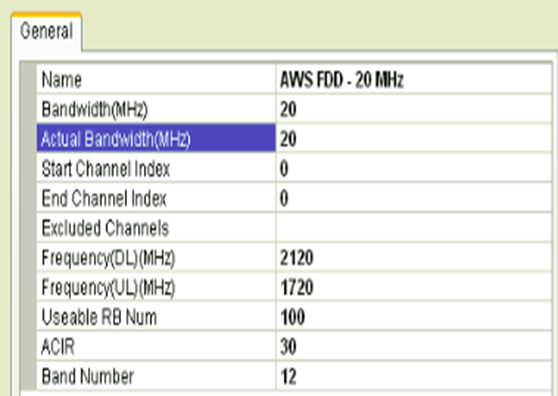 General
Name AWS FDD - 20 MHz
Bandwidth(MHz) 20
Actual Bandwidth(MHz) 20
Start Channel Index 0
End Channel Index 0
Excluded Channels
Frequency(DL)(MHz) 2120
Frequency(UL)(MHz) 1720
Useable RB Num 100
ACIR 30
Band Number 12